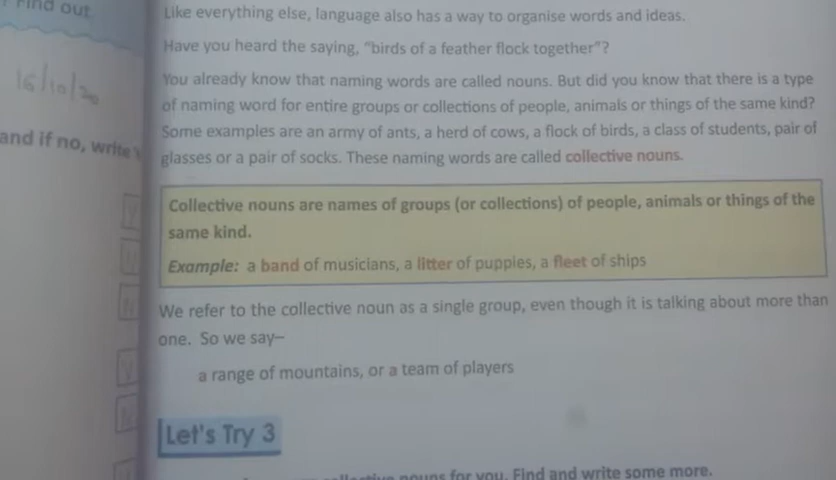 Find out
16/10/20
and if no, write
Like everything else, language also has a way to organise words and ideas.
Have you heard the saying, "birds of a feather flock together"?
You already know that naming words are called nouns. But did you know that there is a type
of naming word for entire groups or collections of people, animals or things of the same kind?
Some examples are an army of ants, a herd of cows, a flock of birds, a class of students, pair of
glasses or a pair of socks. These naming words are called collective nouns.
Collective nouns are names of groups (or collections) of people, animals or things of the
same kind.
Example: a band of musicians, a litter of puppies, a fleet of ships
We refer to the collective noun as a single group, even though it is talking about more than
one. So we say–
a range of mountains, or a team of players
Let's Try 3
nouns for you. Find and write some more.